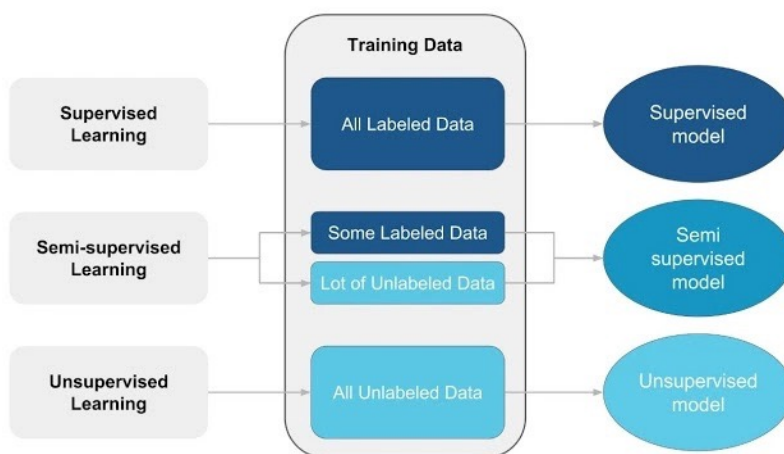 Training Data
Supervised
Learning
All Labeled Data
Supervised
model
Semi-supervised
Learning
Some Labeled Data
Lot of Unlabeled Data
Semi
supervised
model
Unsupervised
Learning
All Unlabeled Data
Unsupervised
model